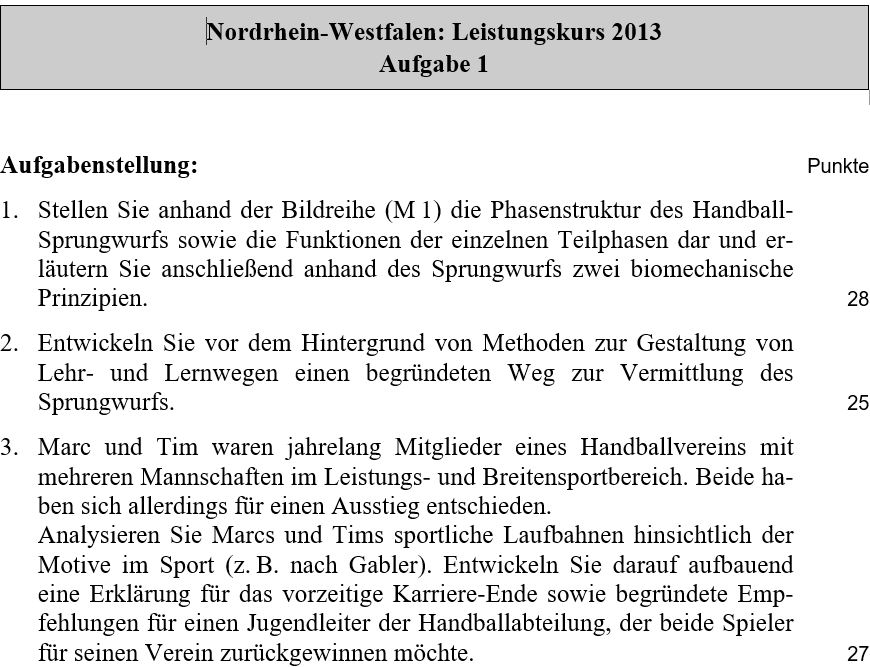 Nordrhein-Westfalen: Leistungskurs 2013
Aufgabe 1
Aufgabenstellung: Punkte
1. Stellen Sie anhand der Bildreihe (M 1) die Phasenstruktur des Handball-
Sprungwurfs sowie die Funktionen der einzelnen Teilphasen dar und er-
läutern Sie anschließend anhand des Sprungwurfs zwei biomechanische
Prinzipien. 28
2. Entwickeln Sie vor dem Hintergrund von Methoden zur Gestaltung von
Lehr- und Lernwegen einen begründeten Weg zur Vermittlung des
Sprungwurfs. 25
3. Marc und Tim waren jahrelang Mitglieder eines Handballvereins mit
mehreren Mannschaften im Leistungs- und Breitensportbereich. Beide ha-
ben sich allerdings für einen Ausstieg entschieden.
Analysieren Sie Marcs und Tims sportliche Laufbahnen hinsichtlich der
Motive im Sport (z. B. nach Gabler). Entwickeln Sie darauf aufbauend
eine Erklärung für das vorzeitige Karriere-Ende sowie begründete Emp-
fehlungen für einen Jugendleiter der Handballabteilung, der beide Spieler
für seinen Verein zurückgewinnen möchte. 27